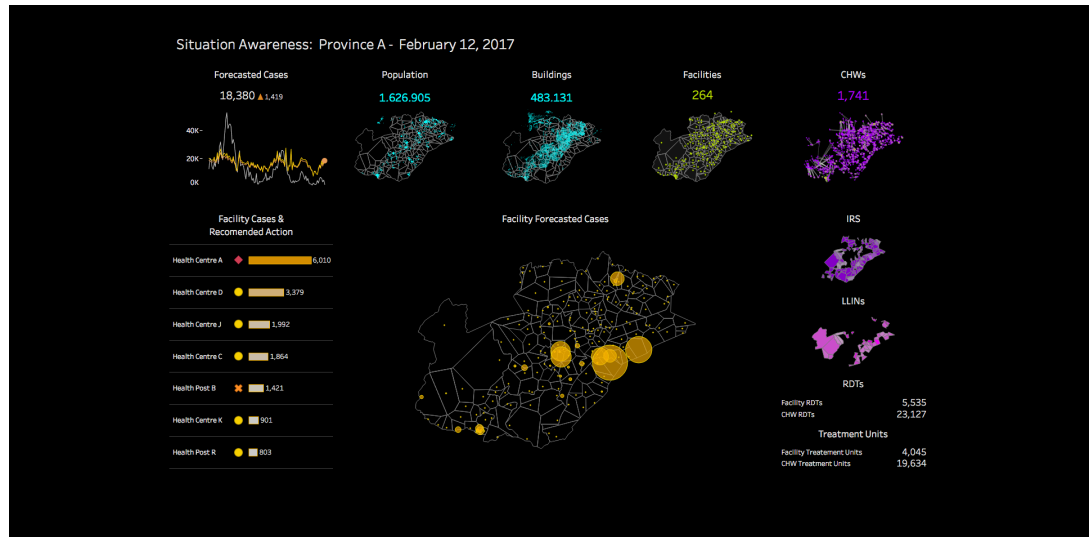 Situation Awareness: Province A - February 12, 2017
Forecasted Cases
18,380 ▲1,419
40K
20K
0K
Population
1.626.905
Buildings
483.131
Facilities
264
CHWs
1,741
Facility Cases &
Recomended Action
Health Centre A 6,010
Health Centre D 3,379
Health Centre J 1,992
Health Centre C 1,864
Health Post B 1,421
Health Centre K 901
Health Post R 803
Facility Forecasted Cases
IRS
LLINs
RDTs
Facility RDTs 5,535
CHW RDTs 23,127
Treatment Units
Facility Treatement Units 4,045
CHW Treatment Units 19,634